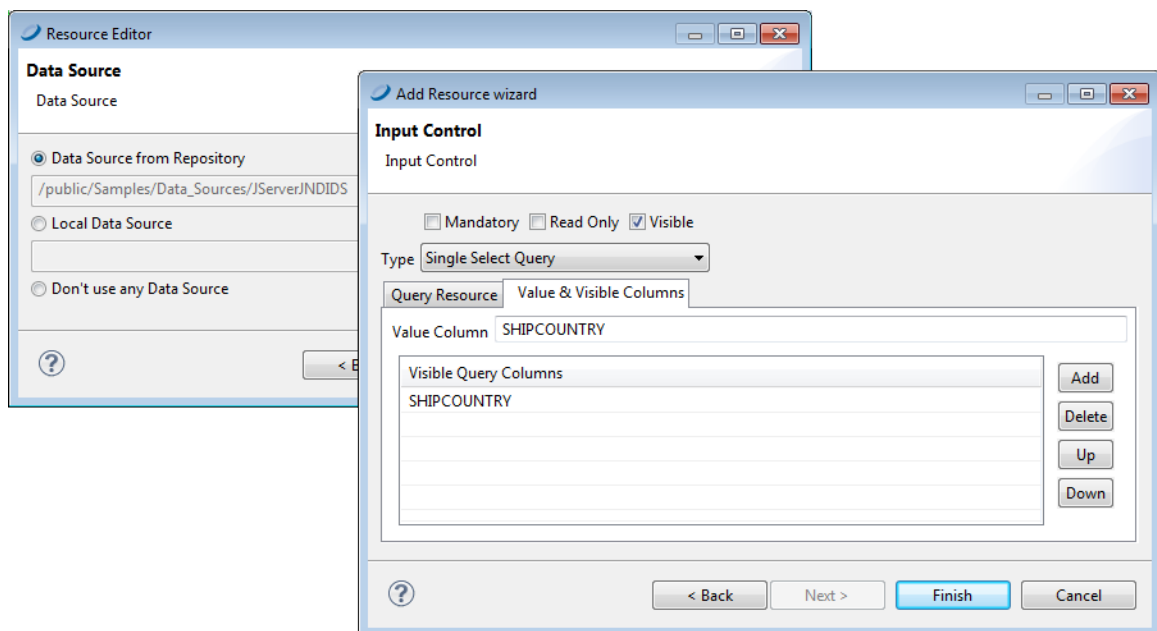 Resource Editor
Data Source
Data Source
Data Source from Repository
/public/Samples/Data_Sources/JServerJNDIDS
Local Data Source
Don't use any Data Source
?
Add Resource wizard
Input Control
Input Control
Mandatory Read Only Visible
Type Single Select Query
Query Resource Value & Visible Columns
Value Column SHIPCOUNTRY
Visible Query Columns
SHIPCOUNTRY
Add
Delete
Up
Down
? < Back Next > Finish Cancel